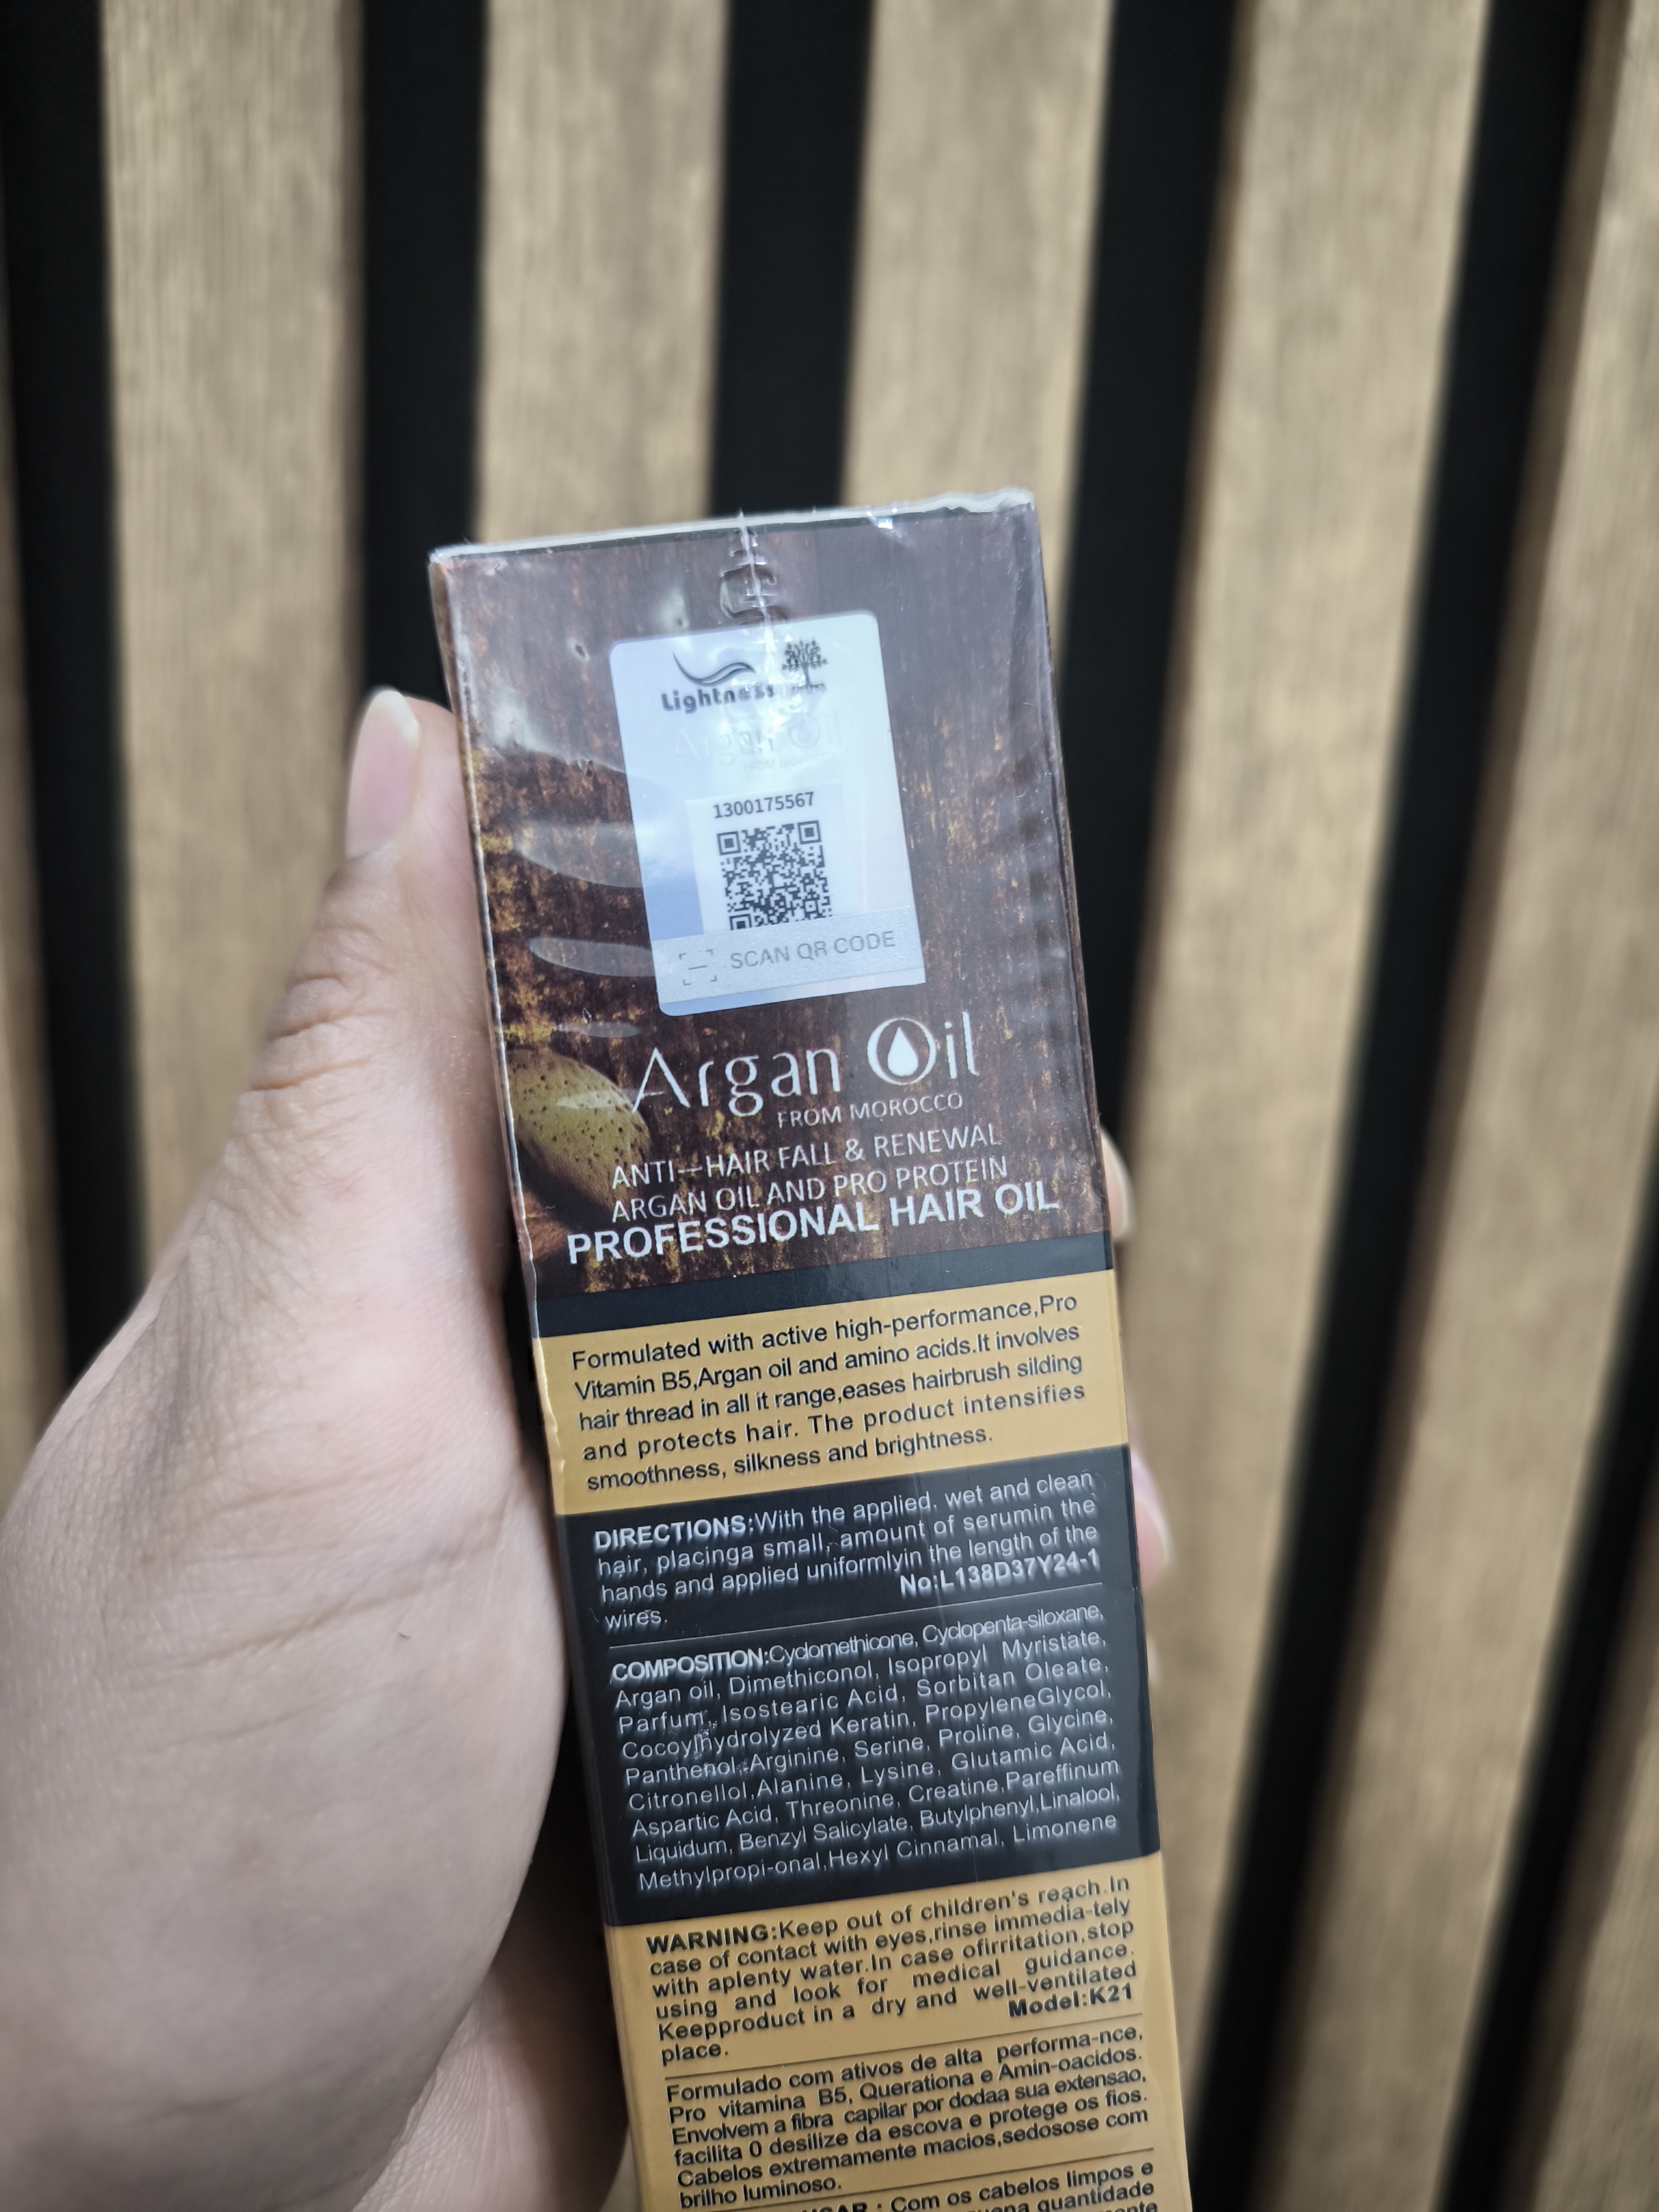 Lightness
Argan Oil
1300175567
SCAN QR CODE
Argan Oil
FROM MOROCCO
ANTI—HAIR FALL & RENEWAL
ARGAN OIL AND PRO PROTEIN
PROFESSIONAL HAIR OIL
Formulated with active high-performance,Pro
Vitamin B5,Argan oil and amino acids.It involves
hair thread in all it range,eases hairbrush silding
and protects hair. The product intensifies
smoothness, silkness and brightness.
DIRECTIONS:With the applied, wet and clean
hair, placinga small, amount of serumin the
hands and applied uniformlyin the length of the
wires.
No:L138D37Y24-1
COMPOSITION:Cyclomethicone, Cyclopenta-siloxane,
Argan oil, Dimethiconol, Isopropyl Myristate,
Parfum, Isostearic Acid, Sorbitan Oleate,
Cocoylhydrolyzed Keratin, PropyleneGlycol,
Panthenol,Arginine, Serine, Proline, Glycine,
Citronellol,Alanine, Lysine, Glutamic Acid,
Aspartic Acid, Threonine, Creatine,Pareffinum
Liquidum, Benzyl Salicylate, Butylphenyl,Linalool,
Methylpropi-onal,Hexyl Cinnamal, Limonene
WARNING:Keep out of children's reach.In
case of contact with eyes,rinse immedia-tely
with aplenty water.In case ofirritation,stop
using and look for medical guidance.
Keepproduct in a dry and well-ventilated
place.
Model:K21
Formulado com ativos de alta performa-nce,
Pro vitamina B5, Querationa e Amin-oacidos.
Envolvem a fibra capilar por dodaa sua extensao,
facilita 0 desilize da escova e protege os fios.
Cabelos extremamente macios,sedosose com
brilho luminoso.
: Com os cabelos limpos e
quantidade